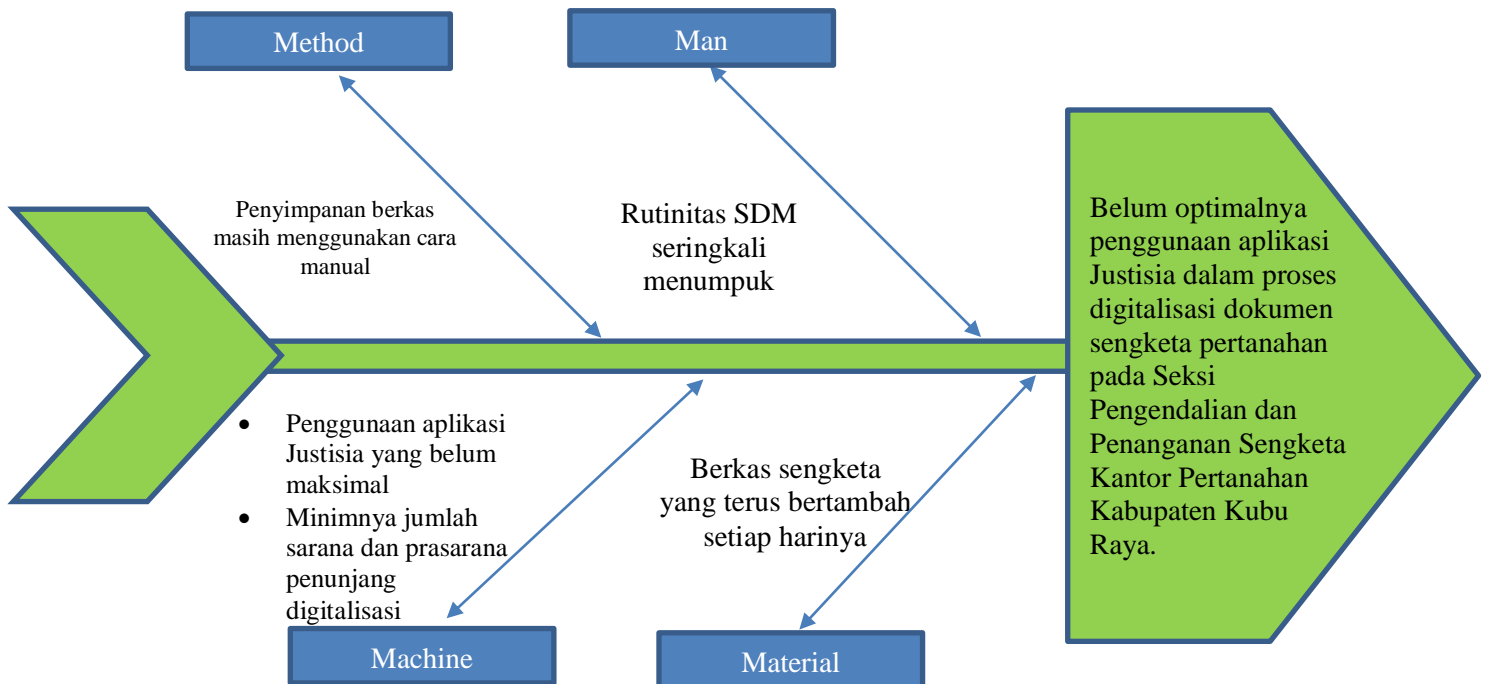 Method
Man
Penyimpanan berkas
masih menggunakan cara
manual
Rutinitas SDM
seringkali
menumpuk
Belum optimalnya
penggunaan aplikasi
Justisia dalam proses
digitalisasi dokumen
sengketa pertanahan
pada Seksi
Pengendalian dan
Penanganan Sengketa
Kantor Pertanahan
Kabupaten Kubu
Raya.
• Penggunaan aplikasi
Justisia yang belum
maksimal
• Minimnya jumlah
sarana dan prasarana
penunjang
digitalisasi
Berkas sengketa
yang terus bertambah
setiap harinya
Machine
Material